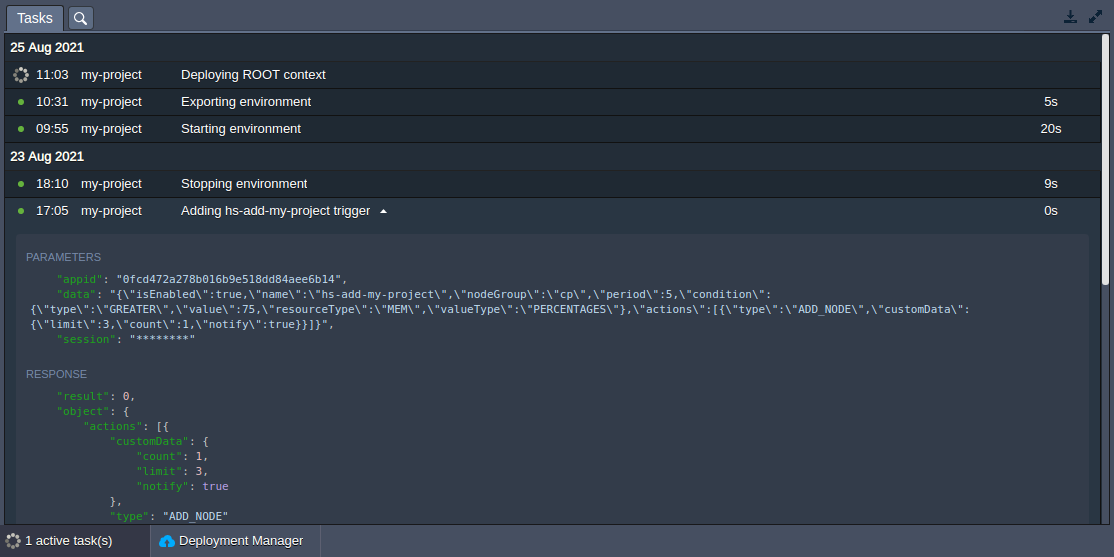 Tasks
25 Aug 2021
11:03 my-project Deploying ROOT context
10:31 my-project Exporting environment 5s
09:55 my-project Starting environment 20s
23 Aug 2021
18:10 my-project Stopping environment 9s
17:05 my-project Adding hs-add-my-project trigger 0s
PARAMETERS
"appid": "0fcd472a278b016b9e518dd84aee6b14",
"data": "{\"isEnabled\":true,\"name\":\"hs-add-my-project\",\"nodeGroup\":\"cp\",\"period\":5,\"condition\":
{\"type\":\"GREATER\",\"value\":75,\"resourceType\":\"MEM\",\"valueType\":\"PERCENTAGES\"},\"actions\":[{\"type\":\"ADD_NODE\",\"customData\":
{\"limit\":3,\"count\":1,\"notify\":true}}]}",
"session": "********"
RESPONSE
"result": 0,
"object": {
"actions": [{
"customData": {
"count": 1,
"limit": 3,
"notify": true
},
"type": "ADD_NODE"
1 active task(s) Deployment Manager